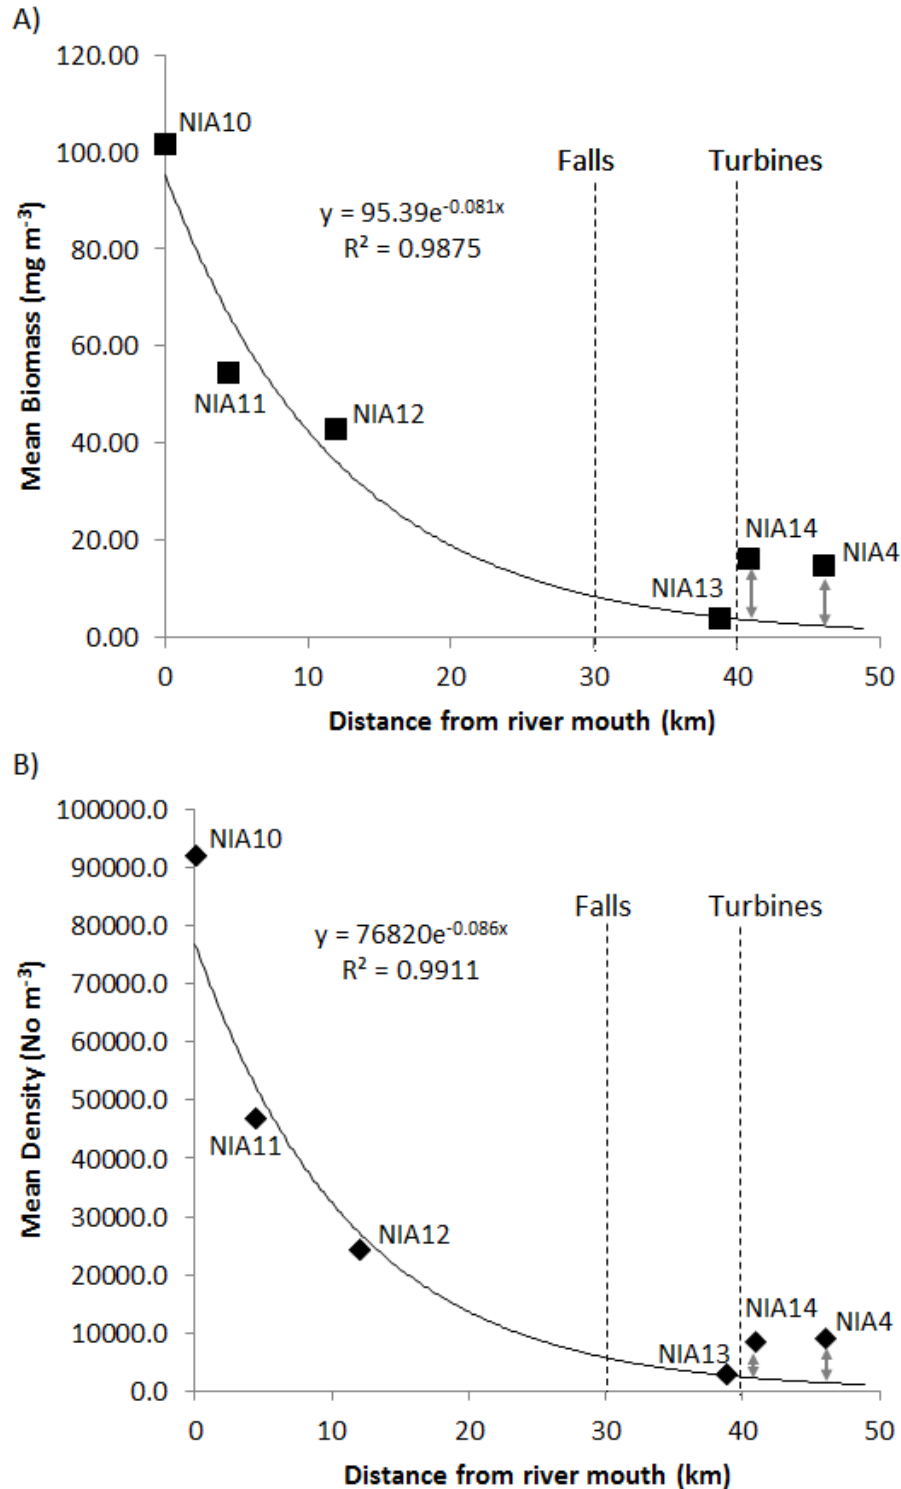 A)
120.00
100.00
80.00
60.00
40.00
20.00
0.00
Mean Biomass (mg m⁻³)
NIA10
Falls
Turbines
y = 95.39e⁻⁰·⁰⁸¹ˣ
R² = 0.9875
NIA11
NIA12
NIA14
NIA4
NIA13
0 10 20 30 40 50
Distance from river mouth (km)
B)
100000.0
90000.0
80000.0
70000.0
60000.0
50000.0
40000.0
30000.0
20000.0
10000.0
0.0
Mean Density (No m⁻³)
NIA10
Falls
Turbines
y = 76820e⁻⁰·⁰⁸⁶ˣ
R² = 0.9911
NIA11
NIA12
NIA14
NIA4
NIA13
0 10 20 30 40 50
Distance from river mouth (km)